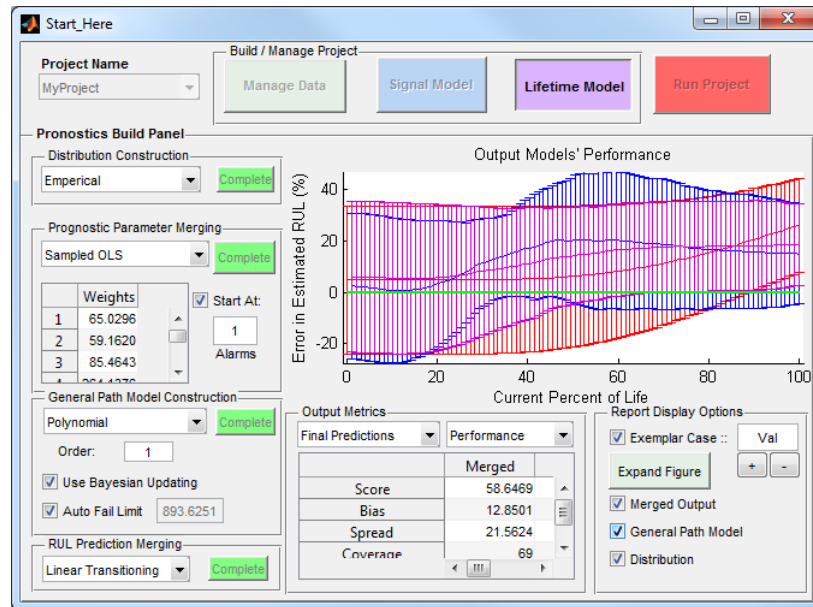 Start_Here
Project Name
MyProject
Build / Manage Project
Manage Data
Signal Model
Lifetime Model
Run Project
Pronostics Build Panel
Distribution Construction
Emperical
Complete
Prognostic Parameter Merging
Sampled OLS
Complete
Weights
1 65.0296
2 59.1620
3 85.4643
Start At:
1
Alarms
General Path Model Construction
Polynomial
Complete
Order: 1
Use Bayesian Updating
Auto Fail Limit 893.6251
RUL Prediction Merging
Linear Transitioning
Complete
Output Models' Performance
Error in Estimated RUL (%)
40
20
0
-20
0 20 40 60 80 100
Current Percent of Life
Output Metrics
Final Predictions
Performance
Merged
Score 58.6469
Bias 12.8501
Spread 21.5624
Coverage 69
Report Display Options
Exemplar Case :: Val
Expand Figure
+ -
Merged Output
General Path Model
Distribution